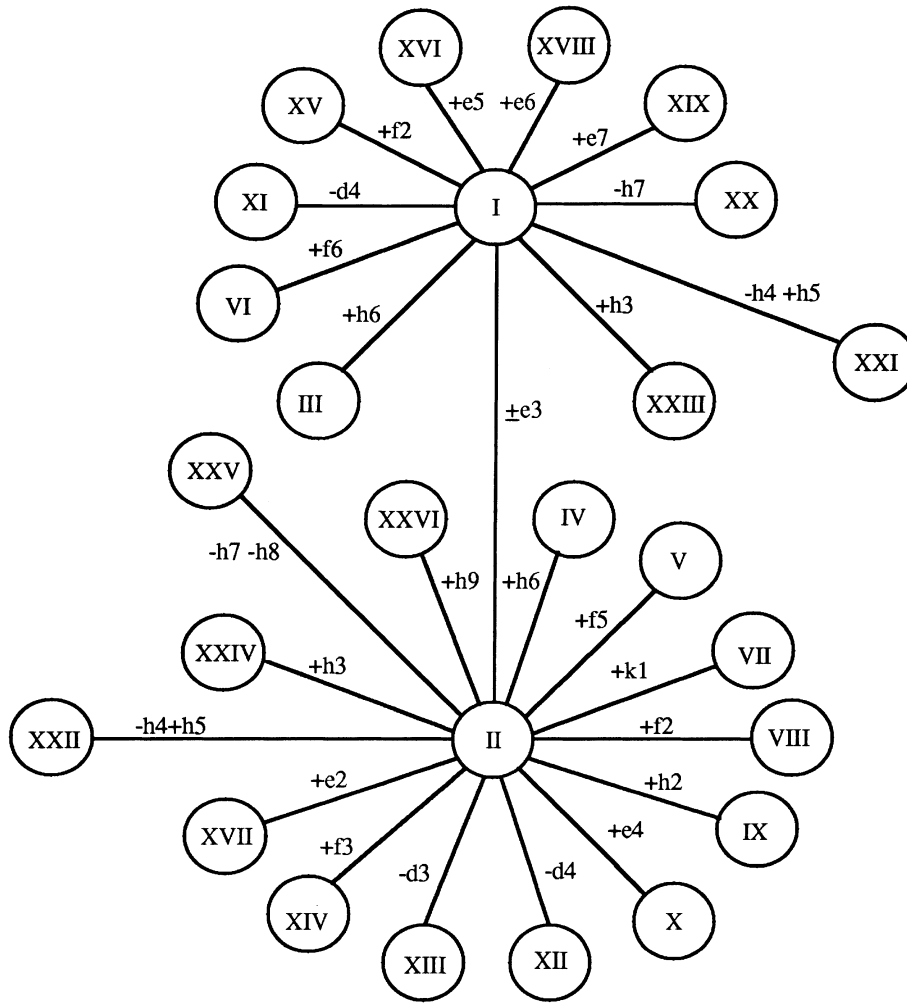 XVI
XVIII
XV
XIX
+e5
+e6
+f2
+e7
XI
-d4
I
-h7
XX
+f6
VI
+h6
+h3
-h4 +h5
XXI
III
XXIII
±e3
XXV
XXVI
IV
-h7 -h8
+h9
+h6
V
+f5
XXIV
+h3
+k1
VII
XXII
-h4+h5
II
+f2
VIII
+e2
+h2
XVII
IX
+f3
+e4
-d3
-d4
XIV
X
XIII
XII